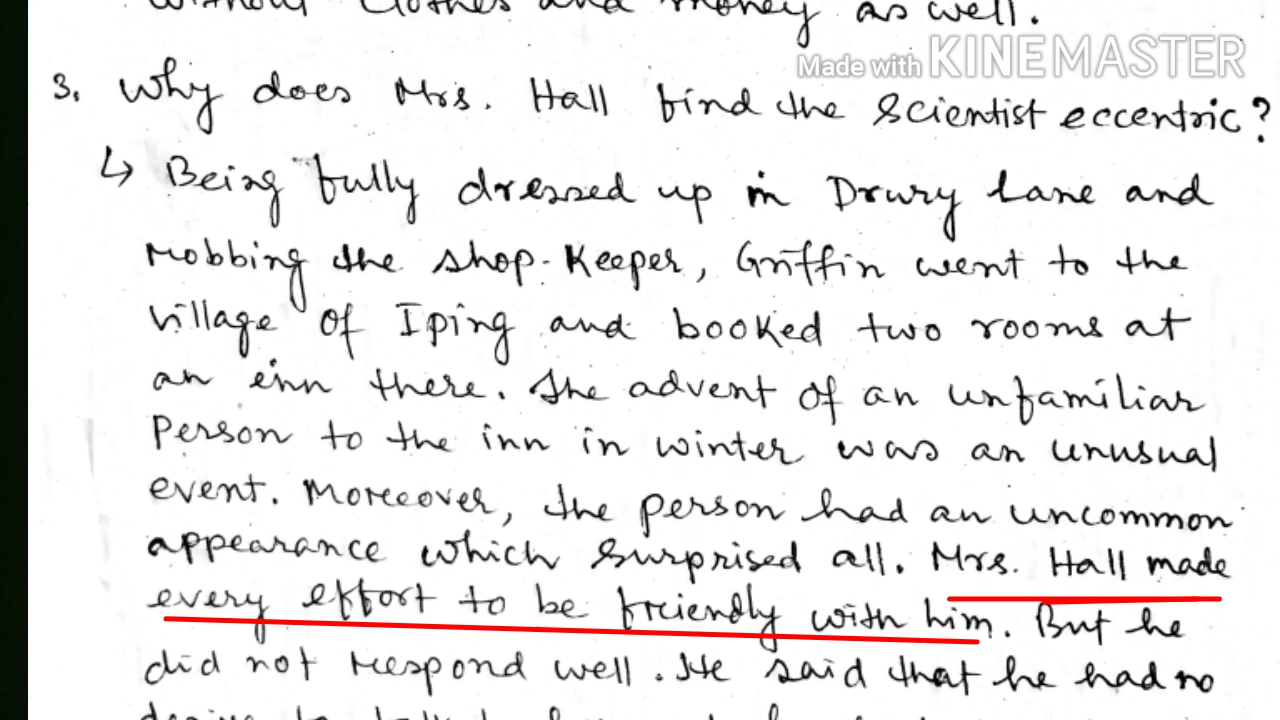 without clothes and money as well.
Made with KINEMASTER
3. Why does Mrs. Hall find the Scientist eccentric?
↳ Being fully dressed up in Drury Lane and
robbing the shop-keeper, Griffin went to the
village of Iping and booked two rooms at
an inn there. The advent of an unfamiliar
Person to the inn in winter was an unusual
event. Moreover, the person had an uncommon
appearance which surprised all. Mrs. Hall made
every effort to be friendly with him. But he
did not respond well. He said that he had no